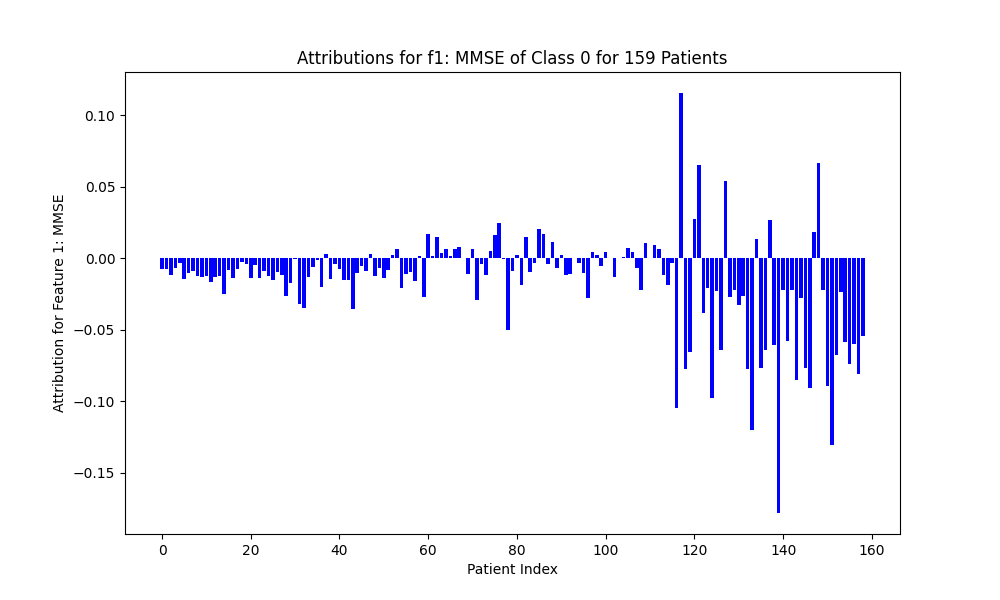 Attributions for f1: MMSE of Class 0 for 159 Patients
Attribution for Feature 1: MMSE
0.10
0.05
0.00
−0.05
−0.10
−0.15
0 20 40 60 80 100 120 140 160
Patient Index